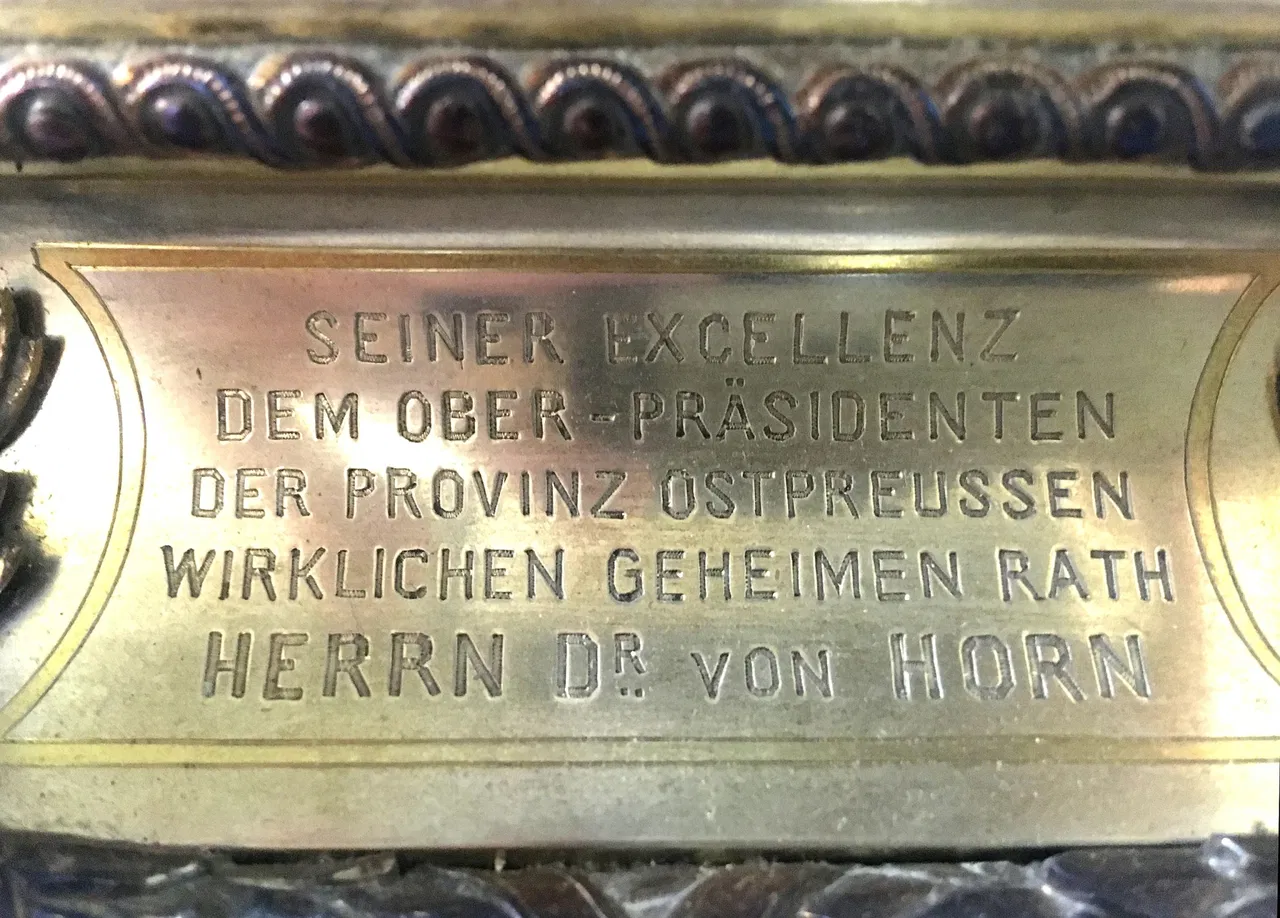 SEINER EXCELLENZ
DEM OBER-PRÄSIDENTEN
DER PROVINZ OSTPREUSSEN
WIRKLICHEN GEHEIMEN RATH
HERRN DR. VON HORN